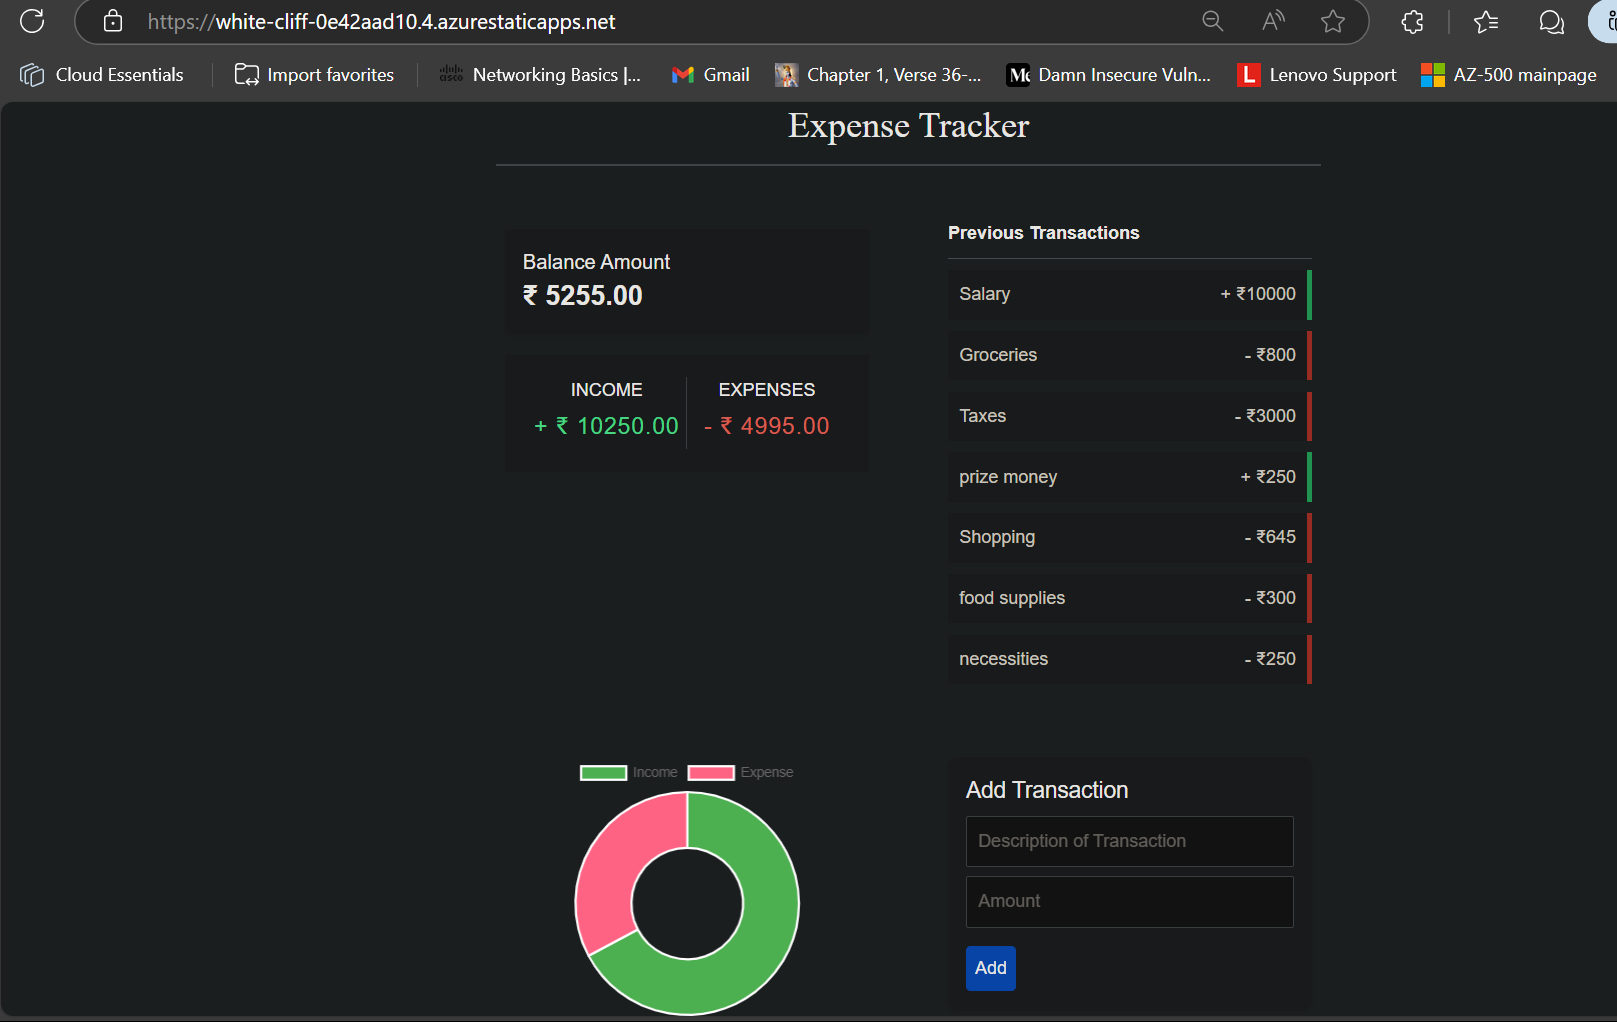 https://white-cliff-0e42aad10.4.azurestaticapps.net
Cloud Essentials
Import favorites
Networking Basics |...
Gmail
Chapter 1, Verse 36-...
Damn Insecure Vuln...
Lenovo Support
AZ-500 mainpage
Expense Tracker
Balance Amount
₹ 5255.00
INCOME
+ ₹ 10250.00
EXPENSES
- ₹ 4995.00
Previous Transactions
Salary + ₹10000
Groceries - ₹800
Taxes - ₹3000
prize money + ₹250
Shopping - ₹645
food supplies - ₹300
necessities - ₹250
Income
Expense
Add Transaction
Description of Transaction
Amount
Add